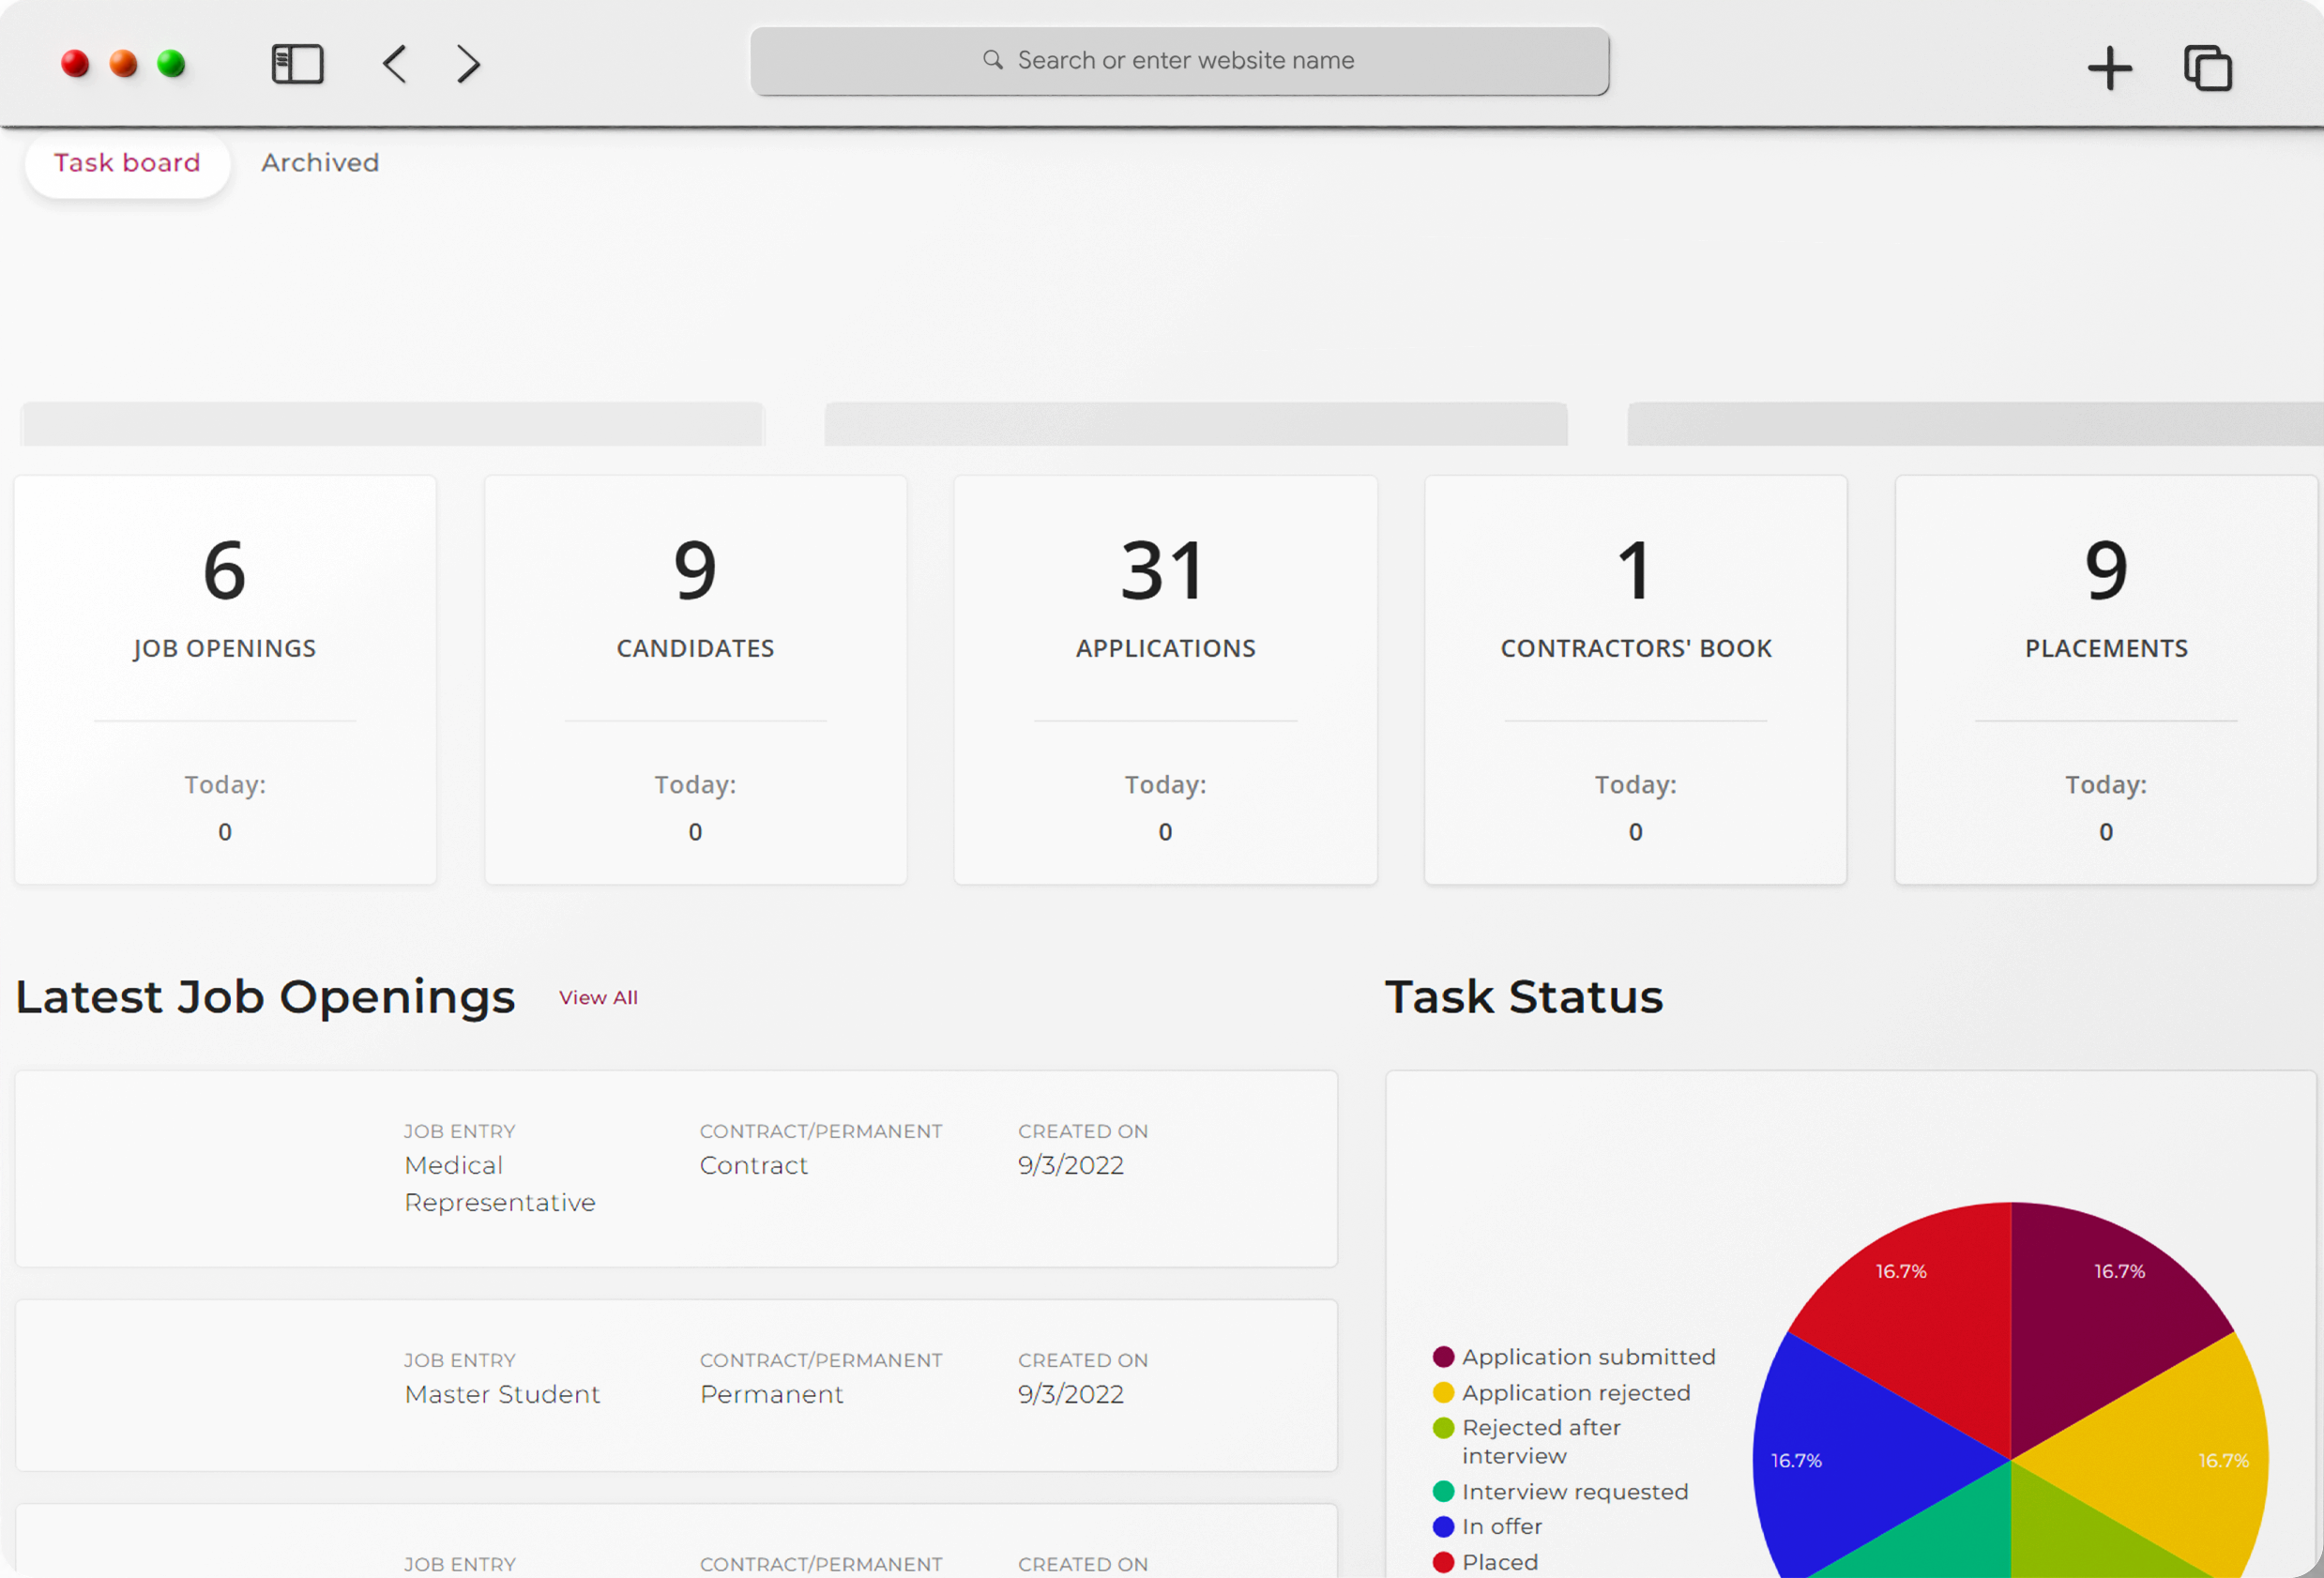 Search or enter website name
Task board
Archived
6
JOB OPENINGS
Today:
0
9
CANDIDATES
Today:
0
31
APPLICATIONS
Today:
0
1
CONTRACTORS' BOOK
Today:
0
9
PLACEMENTS
Today:
0
Latest Job Openings
View All
JOB ENTRY
Medical
Representative
CONTRACT/PERMANENT
Contract
CREATED ON
9/3/2022
JOB ENTRY
Master Student
CONTRACT/PERMANENT
Permanent
CREATED ON
9/3/2022
JOB ENTRY
CONTRACT/PERMANENT
CREATED ON
Task Status
Application submitted
Application rejected
Rejected after
interview
Interview requested
In offer
Placed
16.7%
16.7%
16.7%
16.7%